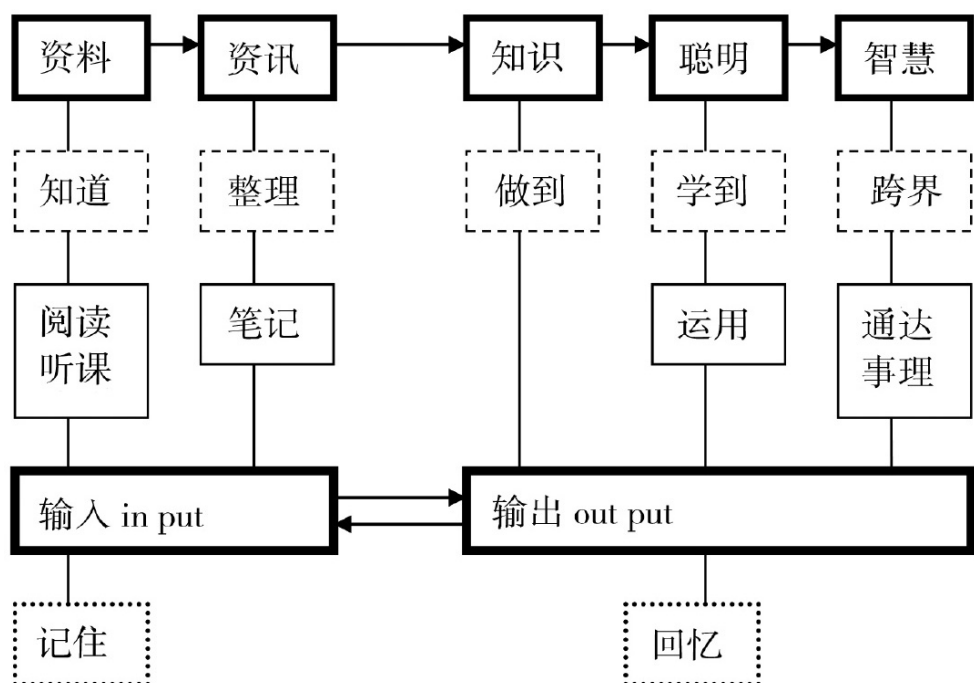 资料
资讯
知识
聪明
智慧
知道
整理
做到
学到
跨界
阅读
听课
笔记
运用
通达
事理
输入 in put
输出 out put
记住
回忆